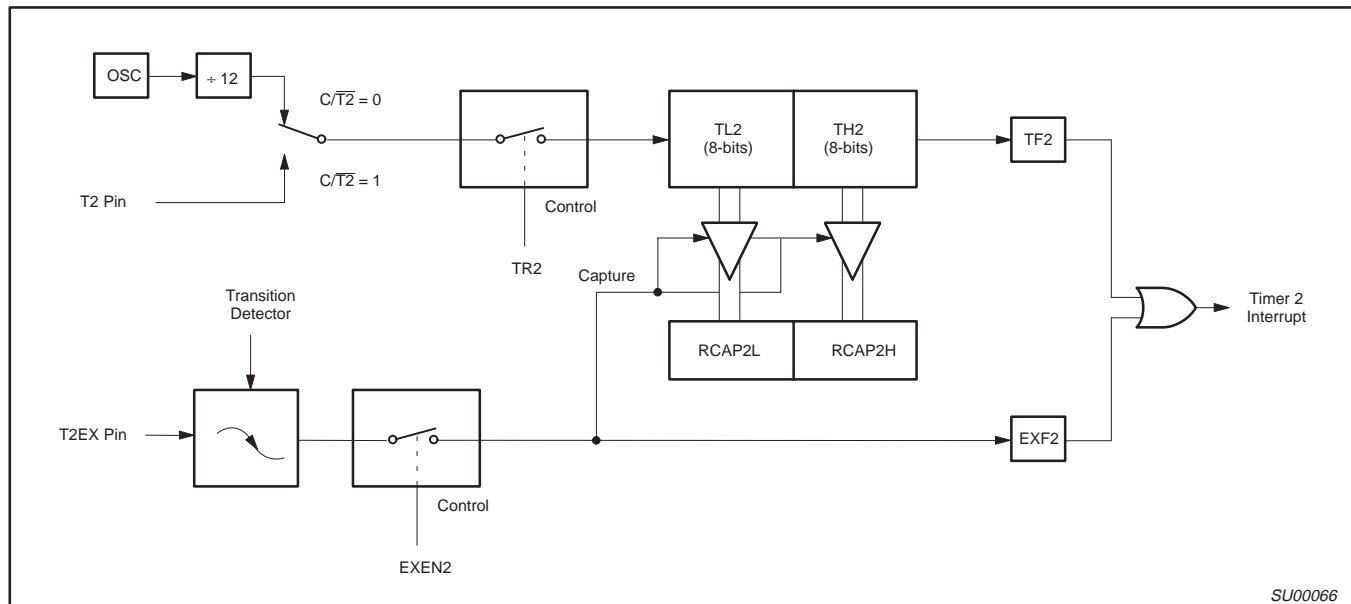 OSC
÷ 12
C/T2̅ = 0
TL2
(8-bits)
TH2
(8-bits)
TF2
C/T2̅ = 1
T2 Pin
Control
TR2
Capture
Transition
Detector
Timer 2
Interrupt
RCAP2L
RCAP2H
T2EX Pin
EXF2
Control
EXEN2
SU00066